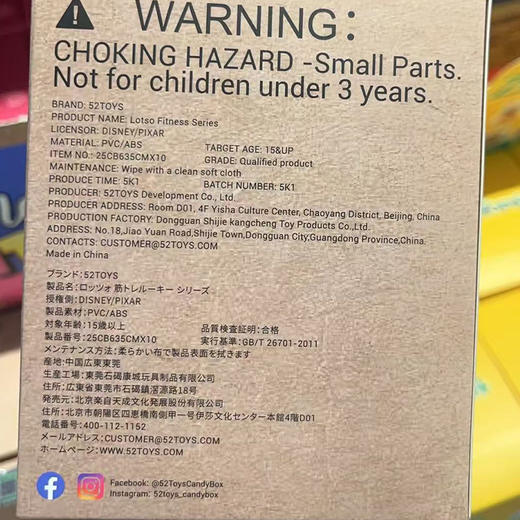 WARNING:
CHOKING HAZARD -Small Parts.
Not for children under 3 years.
BRAND: 52TOYS
PRODUCT NAME: Lotso Fitness Series
LICENSOR: DISNEY/PIXAR
MATERIAL: PVC/ABS TARGET AGE: 15&UP
ITEM NO.: 25CB635CMX10 GRADE: Qualified product
MAINTENANCE: Wipe with a clean soft cloth
PRODUCE TIME: 5K1 BATCH NUMBER: 5K1
PRODUCER: 52TOYS Development Co., Ltd.
PRODUCER ADDRESS: Room D01, 4F Yisha Culture Center, Chaoyang District, Beijing, China
PRODUCTION FACTORY: Dongguan Shijie kangcheng Toy Products Co.,Ltd.
ADDRESS: No.18,Jiao Yuan Road,Shijie Town,Dongguan City,Guangdong Province,China.
CONTACTS: CUSTOMER@52TOYS.COM
Made in China
ブランド:52TOYS
製品名:ロッツォ 筋トレルーキー シリーズ
授権側:DISNEY/PIXAR
製品素材:PVC/ABS
対象年齢:15歳以上 品質検査証明:合格
製品番号:25CB635CMX10 実行基準:GB/T 26701-2011
メンテナンス方法:柔らかい布で製品表面を拭きます
産地:中国広東東莞
生産工場:東莞石碣康城玩具制品有限公司
住所:広東省東莞市石碣鎮滘源路18号
発売元:北京楽自天成文化発展股份有限公司
住所:北京市朝陽区四恵橋南側甲一号伊莎文化センター本館4階D01
電話番号:400-112-1152
メールアドレス:CUSTOMER@52TOYS.COM
ホームページ:WWW.52TOYS.COM
Facebook: @52ToysCandyBox
Instagram: 52toys_candybox